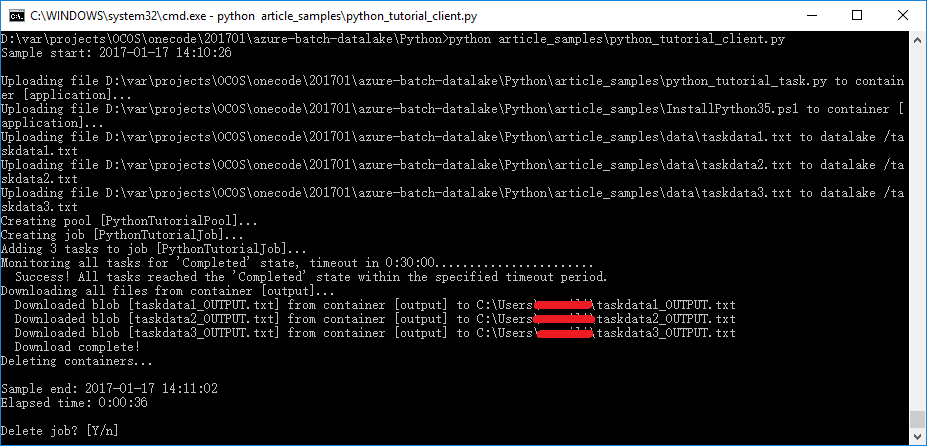 C:\WINDOWS\system32\cmd.exe - python  article_samples\python_tutorial_client.py
D:\var\projects\OCOS\onecode\201701\azure-batch-datalake\Python>python article_samples\python_tutorial_client.py
Sample start: 2017-01-17 14:10:26
Uploading file D:\var\projects\OCOS\onecode\201701\azure-batch-datalake\Python\article_samples\python_tutorial_task.py to contain
er [application]...
Uploading file D:\var\projects\OCOS\onecode\201701\azure-batch-datalake\Python\article_samples\InstallPython35.ps1 to container [
application]...
Uploading file D:\var\projects\OCOS\onecode\201701\azure-batch-datalake\Python\article_samples\data\taskdata1.txt to datalake /ta
skdata1.txt
Uploading file D:\var\projects\OCOS\onecode\201701\azure-batch-datalake\Python\article_samples\data\taskdata2.txt to datalake /ta
skdata2.txt
Uploading file D:\var\projects\OCOS\onecode\201701\azure-batch-datalake\Python\article_samples\data\taskdata3.txt to datalake /ta
skdata3.txt
Creating pool [PythonTutorialPool]...
Creating job [PythonTutorialJob]...
Adding 3 tasks to job [PythonTutorialJob]...
Monitoring all tasks for 'Completed' state, timeout in 0:30:00.......................
  Success! All tasks reached the 'Completed' state within the specified timeout period.
Downloading all files from container [output]...
  Downloaded blob [taskdata1_OUTPUT.txt] from container [output] to C:\Users\ \taskdata1_OUTPUT.txt
  Downloaded blob [taskdata2_OUTPUT.txt] from container [output] to C:\Users\ \taskdata2_OUTPUT.txt
  Downloaded blob [taskdata3_OUTPUT.txt] from container [output] to C:\Users\ \taskdata3_OUTPUT.txt
  Download complete!
Deleting containers...
Sample end: 2017-01-17 14:11:02
Elapsed time: 0:00:36
Delete job? [Y/n]